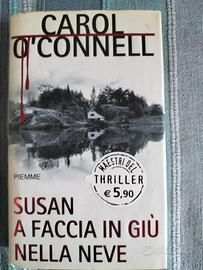 CAROL
O'CONNELL
PIEMME
MAESTRI DEL
THRILLER
€ 5,90
SUSAN
A FACCIA IN GIÙ
NELLA NEVE